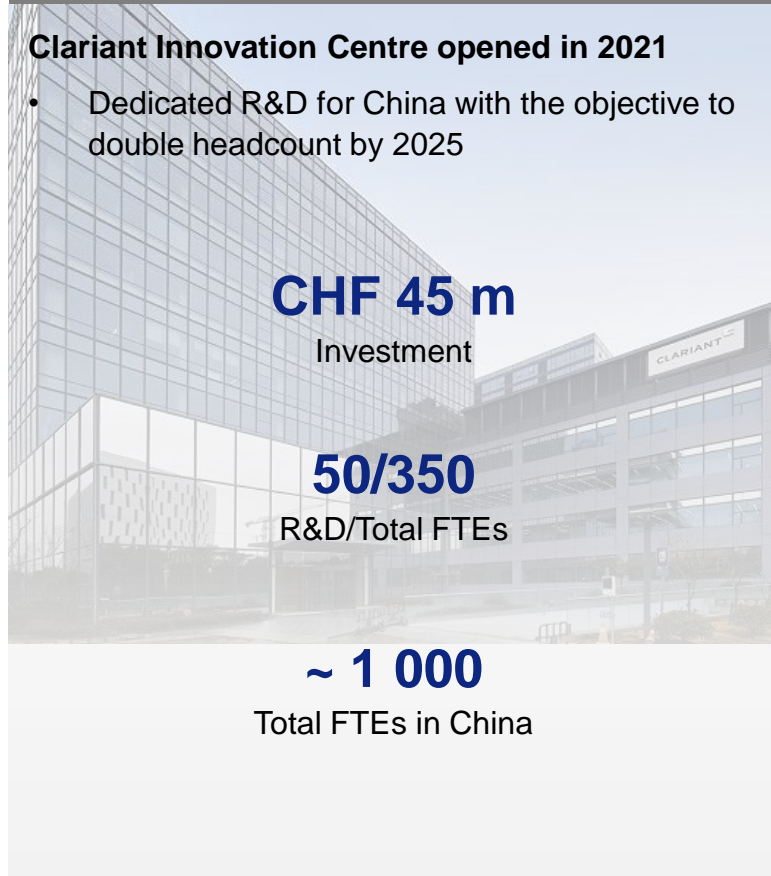 Clariant Innovation Centre opened in 2021
• Dedicated R&D for China with the objective to
double headcount by 2025
CHF 45 m
Investment
CLARIANT
50/350
R&D/Total FTEs
~ 1 000
Total FTEs in China